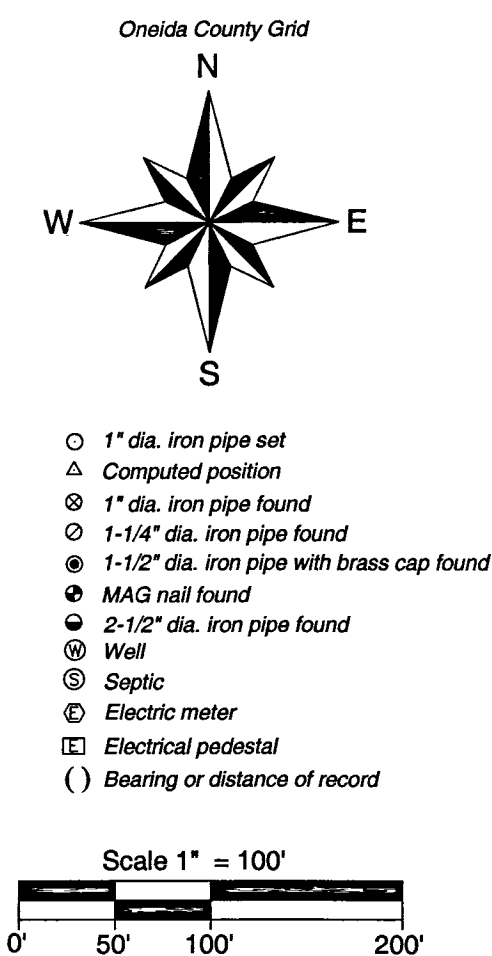 Oneida County Grid
N
W E
S
1" dia. iron pipe set
Computed position
1" dia. iron pipe found
1-1/4" dia. iron pipe found
1-1/2" dia. iron pipe with brass cap found
MAG nail found
2-1/2" dia. iron pipe found
W Well
S Septic
E Electric meter
E Electrical pedestal
( ) Bearing or distance of record
Scale 1" = 100'
0' 50' 100' 200'